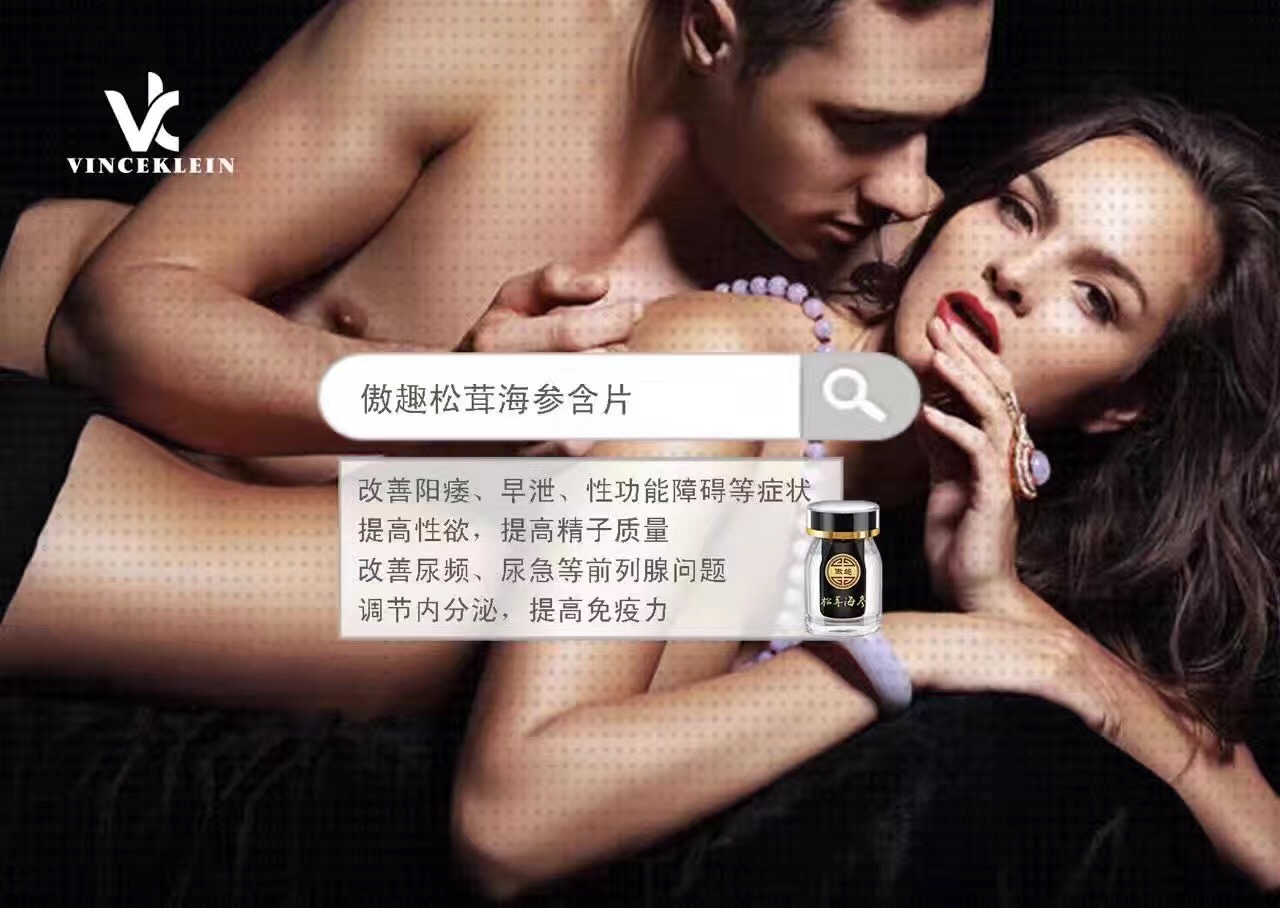 VC
VINCEKLEIN
傲趣松茸海参含片
改善阳痿、早泄、性功能障碍等症状
提高性欲，提高精子质量
改善尿频、尿急等前列腺问题
调节内分泌，提高免疫力
傲趣
松茸海参